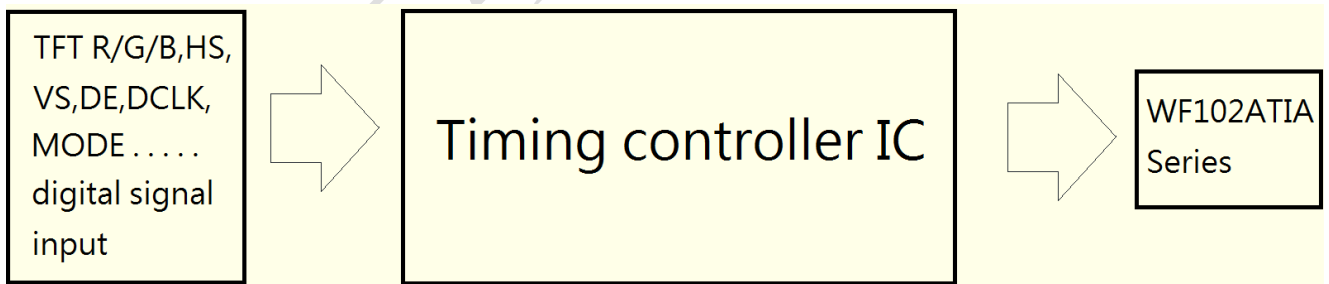 TFT R/G/B,HS,
VS,DE,DCLK,
MODE . . . . .
digital signal
input
Timing controller IC
WF102ATIA
Series